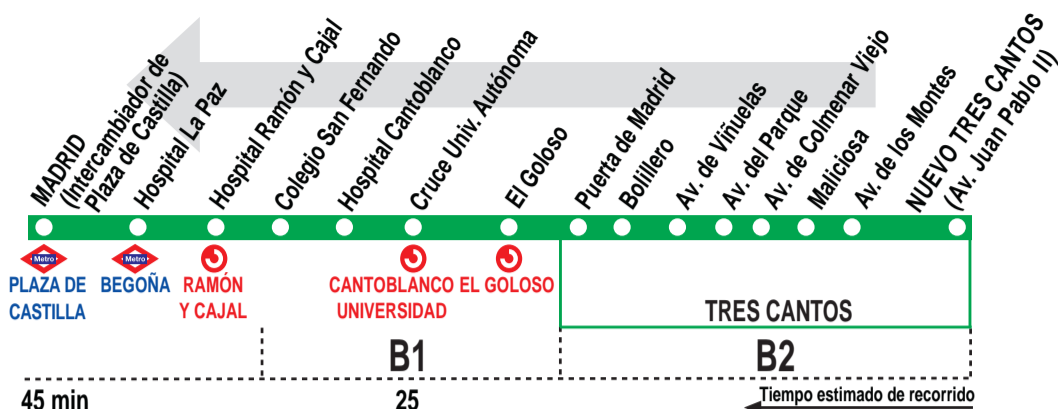 MADRID
(Intercambiador de
Plaza de Castilla)
Hospital La Paz
Hospital Ramón y Cajal
Colegio San Fernando
Hospital Cantoblanco
Cruce Univ. Autónoma
El Goloso
Puerta de Madrid
Bolillero
Av. de Viñuelas
Av. del Parque
Av. de Colmenar Viejo
Maliciosa
Av. de los Montes
NUEVO TRES CANTOS
(Av. Juan Pablo II)
Metro
PLAZA DE
CASTILLA
Metro
BEGOÑA
RAMÓN
Y CAJAL
CANTOBLANCO
UNIVERSIDAD
EL GOLOSO
TRES CANTOS
B1
B2
45 min
25
Tiempo estimado de recorrido